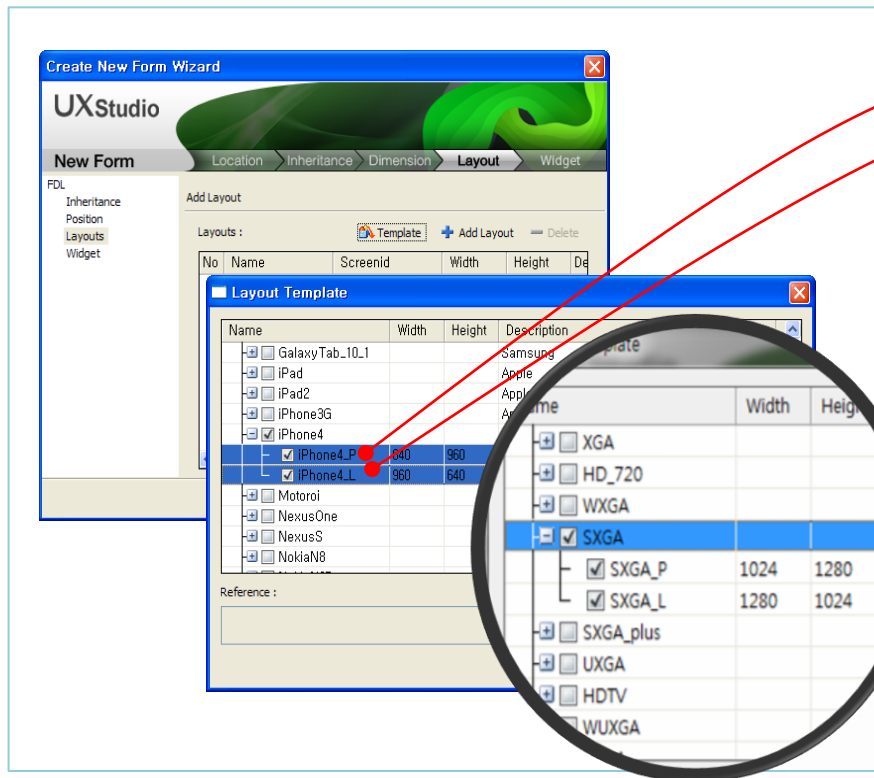 Create New Form Wizard
UXStudio
New Form
Location Inheritance Dimension Layout Widget
FDL
Inheritance
Position
Layouts
Widget
Add Layout
Layouts :
Template Add Layout Delete
No Name Screenid Width Height De
Layout Template
Name Width Height Description
GalaxyTab_10_1 Samsung
iPad Apple
iPad2
iPhone3G
iPhone4
iPhone4_P 640 960
iPhone4_L 960 640
Motoroi
NexusOne
NexusS
NokiaN8
Reference :
Width
XGA
HD_720
WXGA
SXGA
SXGA_P 1024 1280
SXGA_L 1280 1024
SXGA_plus
UXGA
HDTV
WUXGA